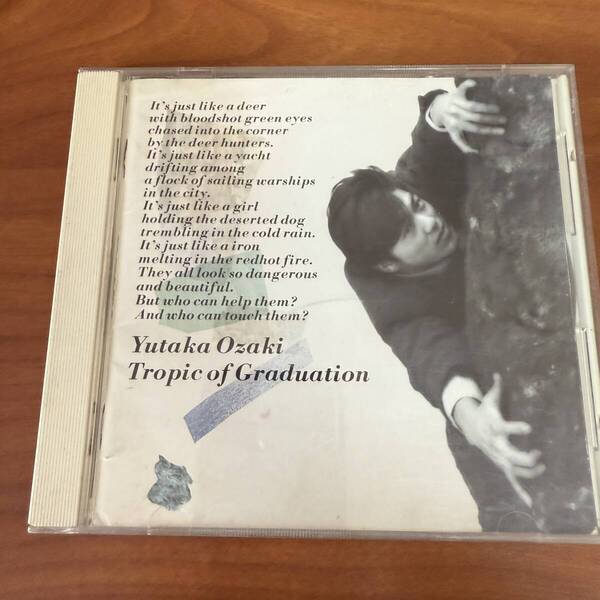 It's just like a deer
with bloodshot green eyes
chased into the corner
by the deer hunters.
It's just like a yacht
drifting among
a flock of sailing warships
in the city.
It's just like a girl
holding the deserted dog
trembling in the cold rain.
It's just like a iron
melting in the redhot fire.
They all look so dangerous
and beautiful.
But who can help them?
And who can touch them?
Yutaka Ozaki
Tropic of Graduation